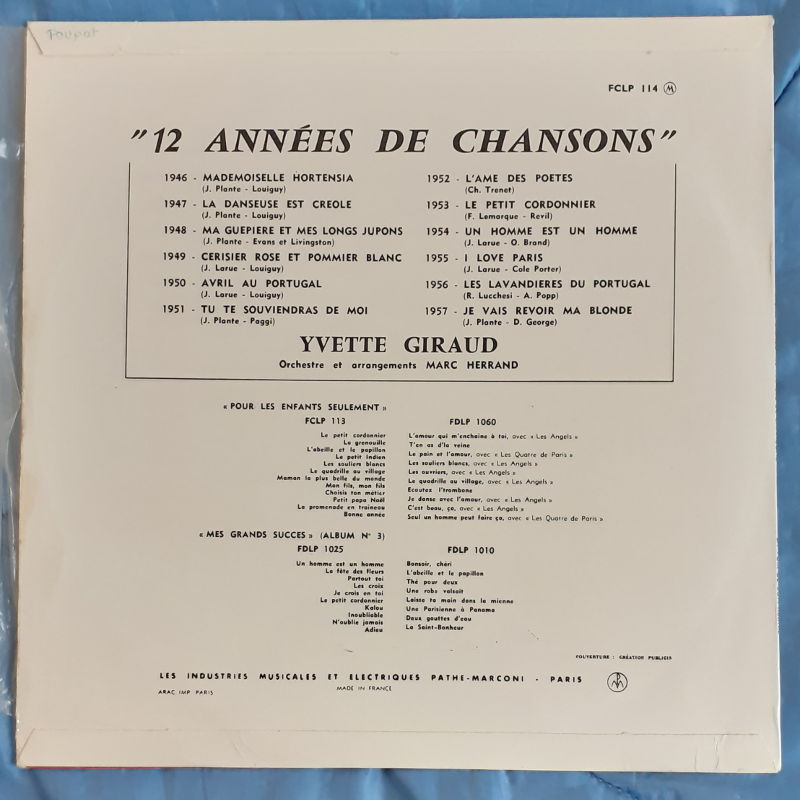 Poupat
FCLP 114 M
"12 ANNÉES DE CHANSONS"
1946 - MADEMOISELLE HORTENSIA
(J. Plante - Louiguy)
1947 - LA DANSEUSE EST CREOLE
(J. Plante - Louiguy)
1948 - MA GUEPIERE ET MES LONGS JUPONS
(J. Plante - Evans et Livingston)
1949 - CERISIER ROSE ET POMMIER BLANC
(J. Larue - Louiguy)
1950 - AVRIL AU PORTUGAL
(J. Larue - Louiguy)
1951 - TU TE SOUVIENDRAS DE MOI
(J. Plante - Paggi)
1952 - L'AME DES POETES
(Ch. Trenet)
1953 - LE PETIT CORDONNIER
(F. Lemarque - Revil)
1954 - UN HOMME EST UN HOMME
(J. Larue - O. Brand)
1955 - I LOVE PARIS
(J. Larue - Cole Porter)
1956 - LES LAVANDIERES DU PORTUGAL
(R. Lucchesi - A. Popp)
1957 - JE VAIS REVOIR MA BLONDE
(J. Plante - D. George)
YVETTE GIRAUD
Orchestre et arrangements MARC HERRAND
« POUR LES ENFANTS SEULEMENT »
FCLP 113
Le petit cordonnier
La grenouille
L'abeille et le papillon
Le petit Indien
Les souliers blancs
Le quadrille au village
Maman la plus belle du monde
Mon fils, mon fils
Choisis ton métier
Petit papa Noël
La promenade en traineau
Bonne année
FDLP 1060
L'amour qui m'enchaine à toi, avec « Les Angels »
T'en as d'la veine
Le pain et l'amour, avec « Les Quatre de Paris »
Les souliers blancs, avec « Les Angels »
Les ouvriers, avec « Les Angels »
Le quadrille au village, avec « Les Angels »
Ecoutez l'trombone
Je danse avec l'amour, avec « Les Angels »
C'est beau, ça, avec « Les Angels »
Seul un homme peut faire ça, avec « Les Quatre de Paris »
« MES GRANDS SUCCES » (ALBUM N° 3)
FDLP 1025
Un homme est un homme
La fête des fleurs
Partout toi
Les croix
Je crois en toi
Le petit cordonnier
Kalou
Inoubliable
N'oublie jamais
Adieu
FDLP 1010
Bonsoir, chéri
L'abeille et le papillon
Thé pour deux
Une robe valsait
Laisse ta main dans la mienne
Une Parisienne à Panama
Deux gouttes d'eau
La Saint-Bonheur
COUVERTURE : CRÉATION PUBLICIS
LES INDUSTRIES MUSICALES ET ELECTRIQUES PATHE-MARCONI - PARIS
ARAC IMP PARIS
MADE IN FRANCE